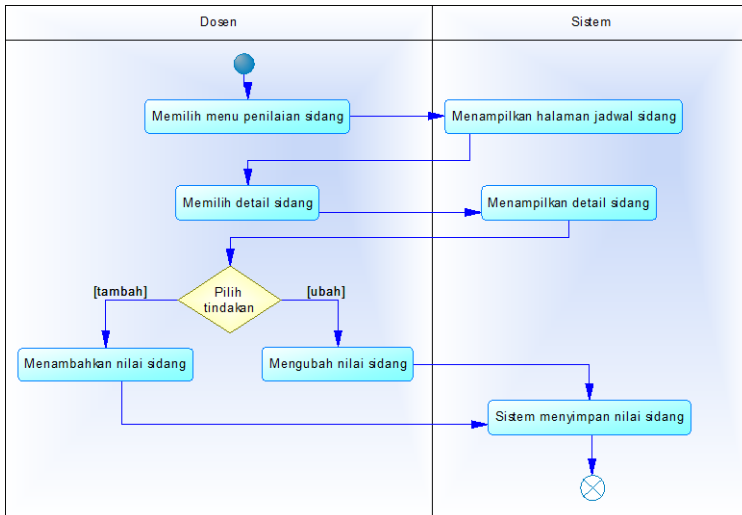 Dosen
Sistem
Memilih menu penilaian sidang
Menampilkan halaman jadwal sidang
Memilih detail sidang
Menampilkan detail sidang
Pilih
tindakan
[tambah]
[ubah]
Menambahkan nilai sidang
Mengubah nilai sidang
Sistem menyimpan nilai sidang